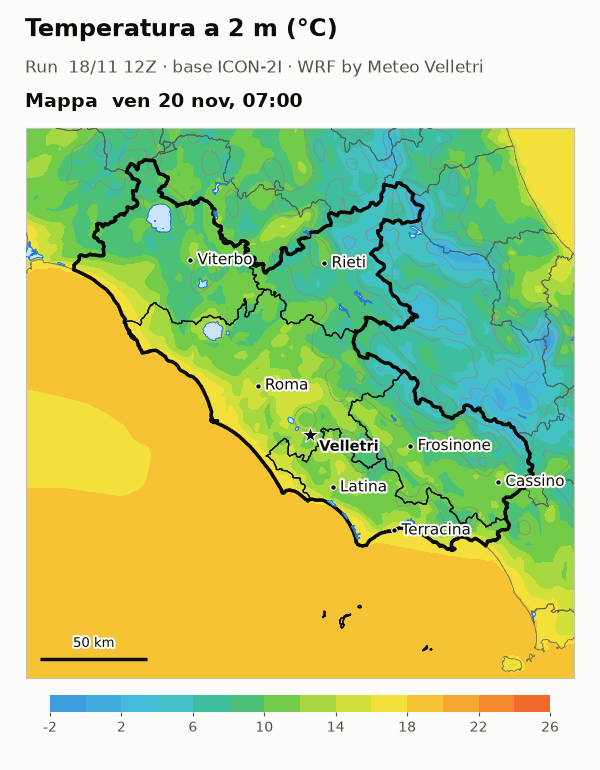 Temperatura a 2 m (°C)
Run  18/11 12Z · base ICON-2I · WRF by Meteo Velletri
Mappa  ven 20 nov, 07:00
Viterbo
Rieti
Roma
Velletri
Frosinone
Cassino
Latina
Terracina
50 km
-2 2 6 10 14 18 22 26